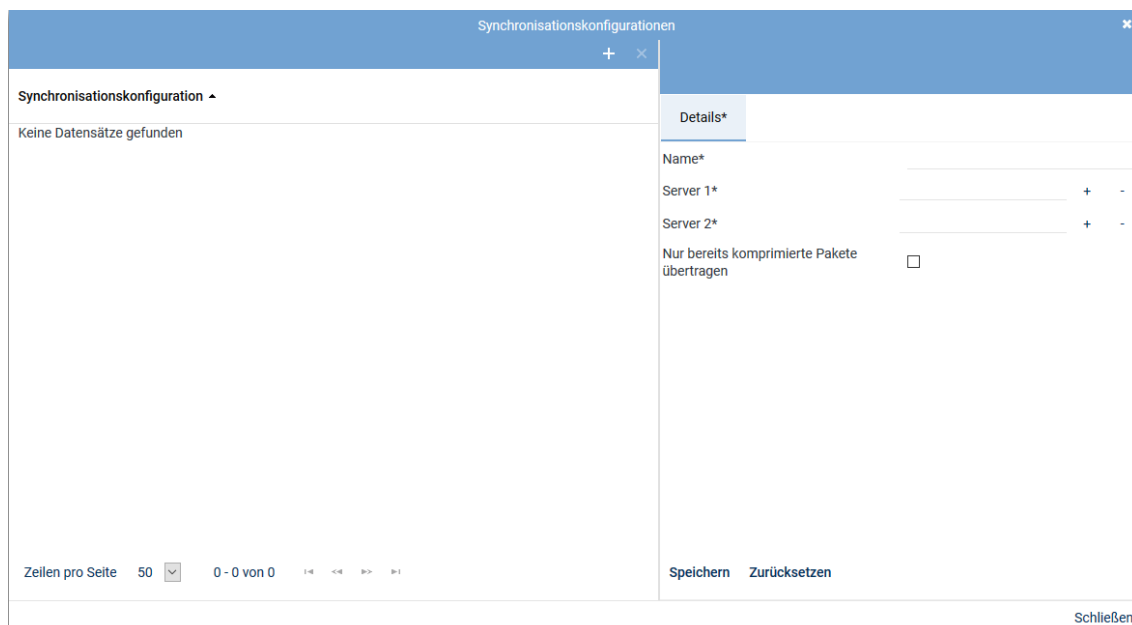 Synchronisationskonfigurationen
Synchronisationskonfiguration
Keine Datensätze gefunden
Details*
Name*
Server 1*
+ -
Server 2*
+ -
Nur bereits komprimierte Pakete
übertragen
Zeilen pro Seite 50 0 - 0 von 0
Speichern Zurücksetzen
Schließen